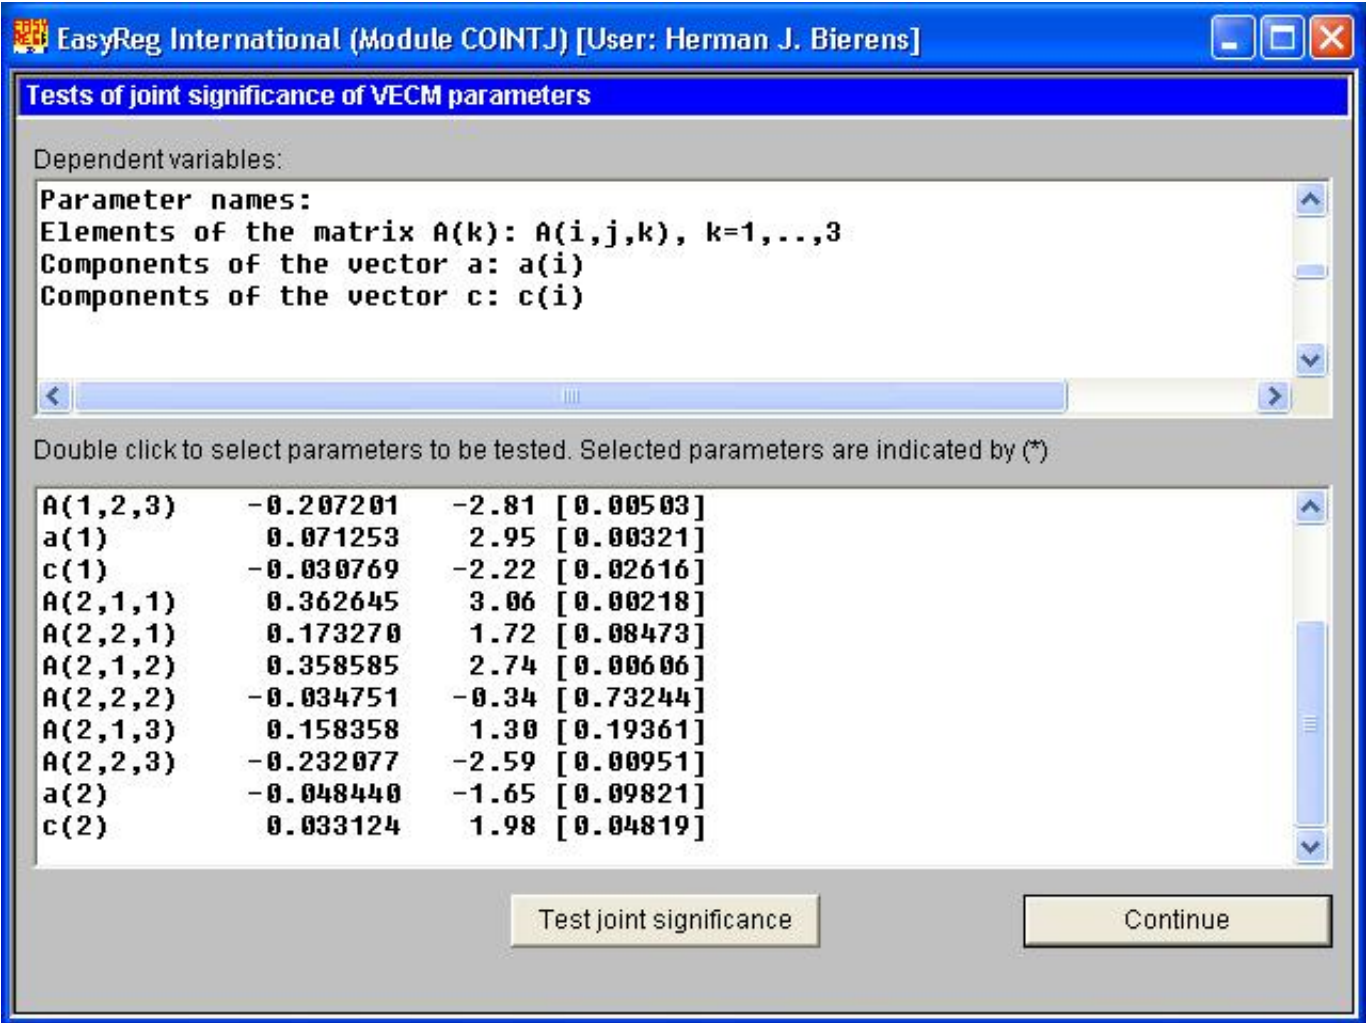 EasyReg International (Module COINTJ) [User: Herman J. Bierens]
Tests of joint significance of VECM parameters
Dependent variables:
Parameter names:
Elements of the matrix A(k): A(i,j,k), k=1,..,3
Components of the vector a: a(i)
Components of the vector c: c(i)
Double click to select parameters to be tested. Selected parameters are indicated by (*)
A(1,2,3) -0.207201 -2.81 [0.00503]
a(1) 0.071253 2.95 [0.00321]
c(1) -0.030769 -2.22 [0.02616]
A(2,1,1) 0.362645 3.06 [0.00218]
A(2,2,1) 0.173270 1.72 [0.08473]
A(2,1,2) 0.358585 2.74 [0.00606]
A(2,2,2) -0.034751 -0.34 [0.73244]
A(2,1,3) 0.158358 1.30 [0.19361]
A(2,2,3) -0.232077 -2.59 [0.00951]
a(2) -0.048440 -1.65 [0.09821]
c(2) 0.033124 1.98 [0.04819]
Test joint significance
Continue